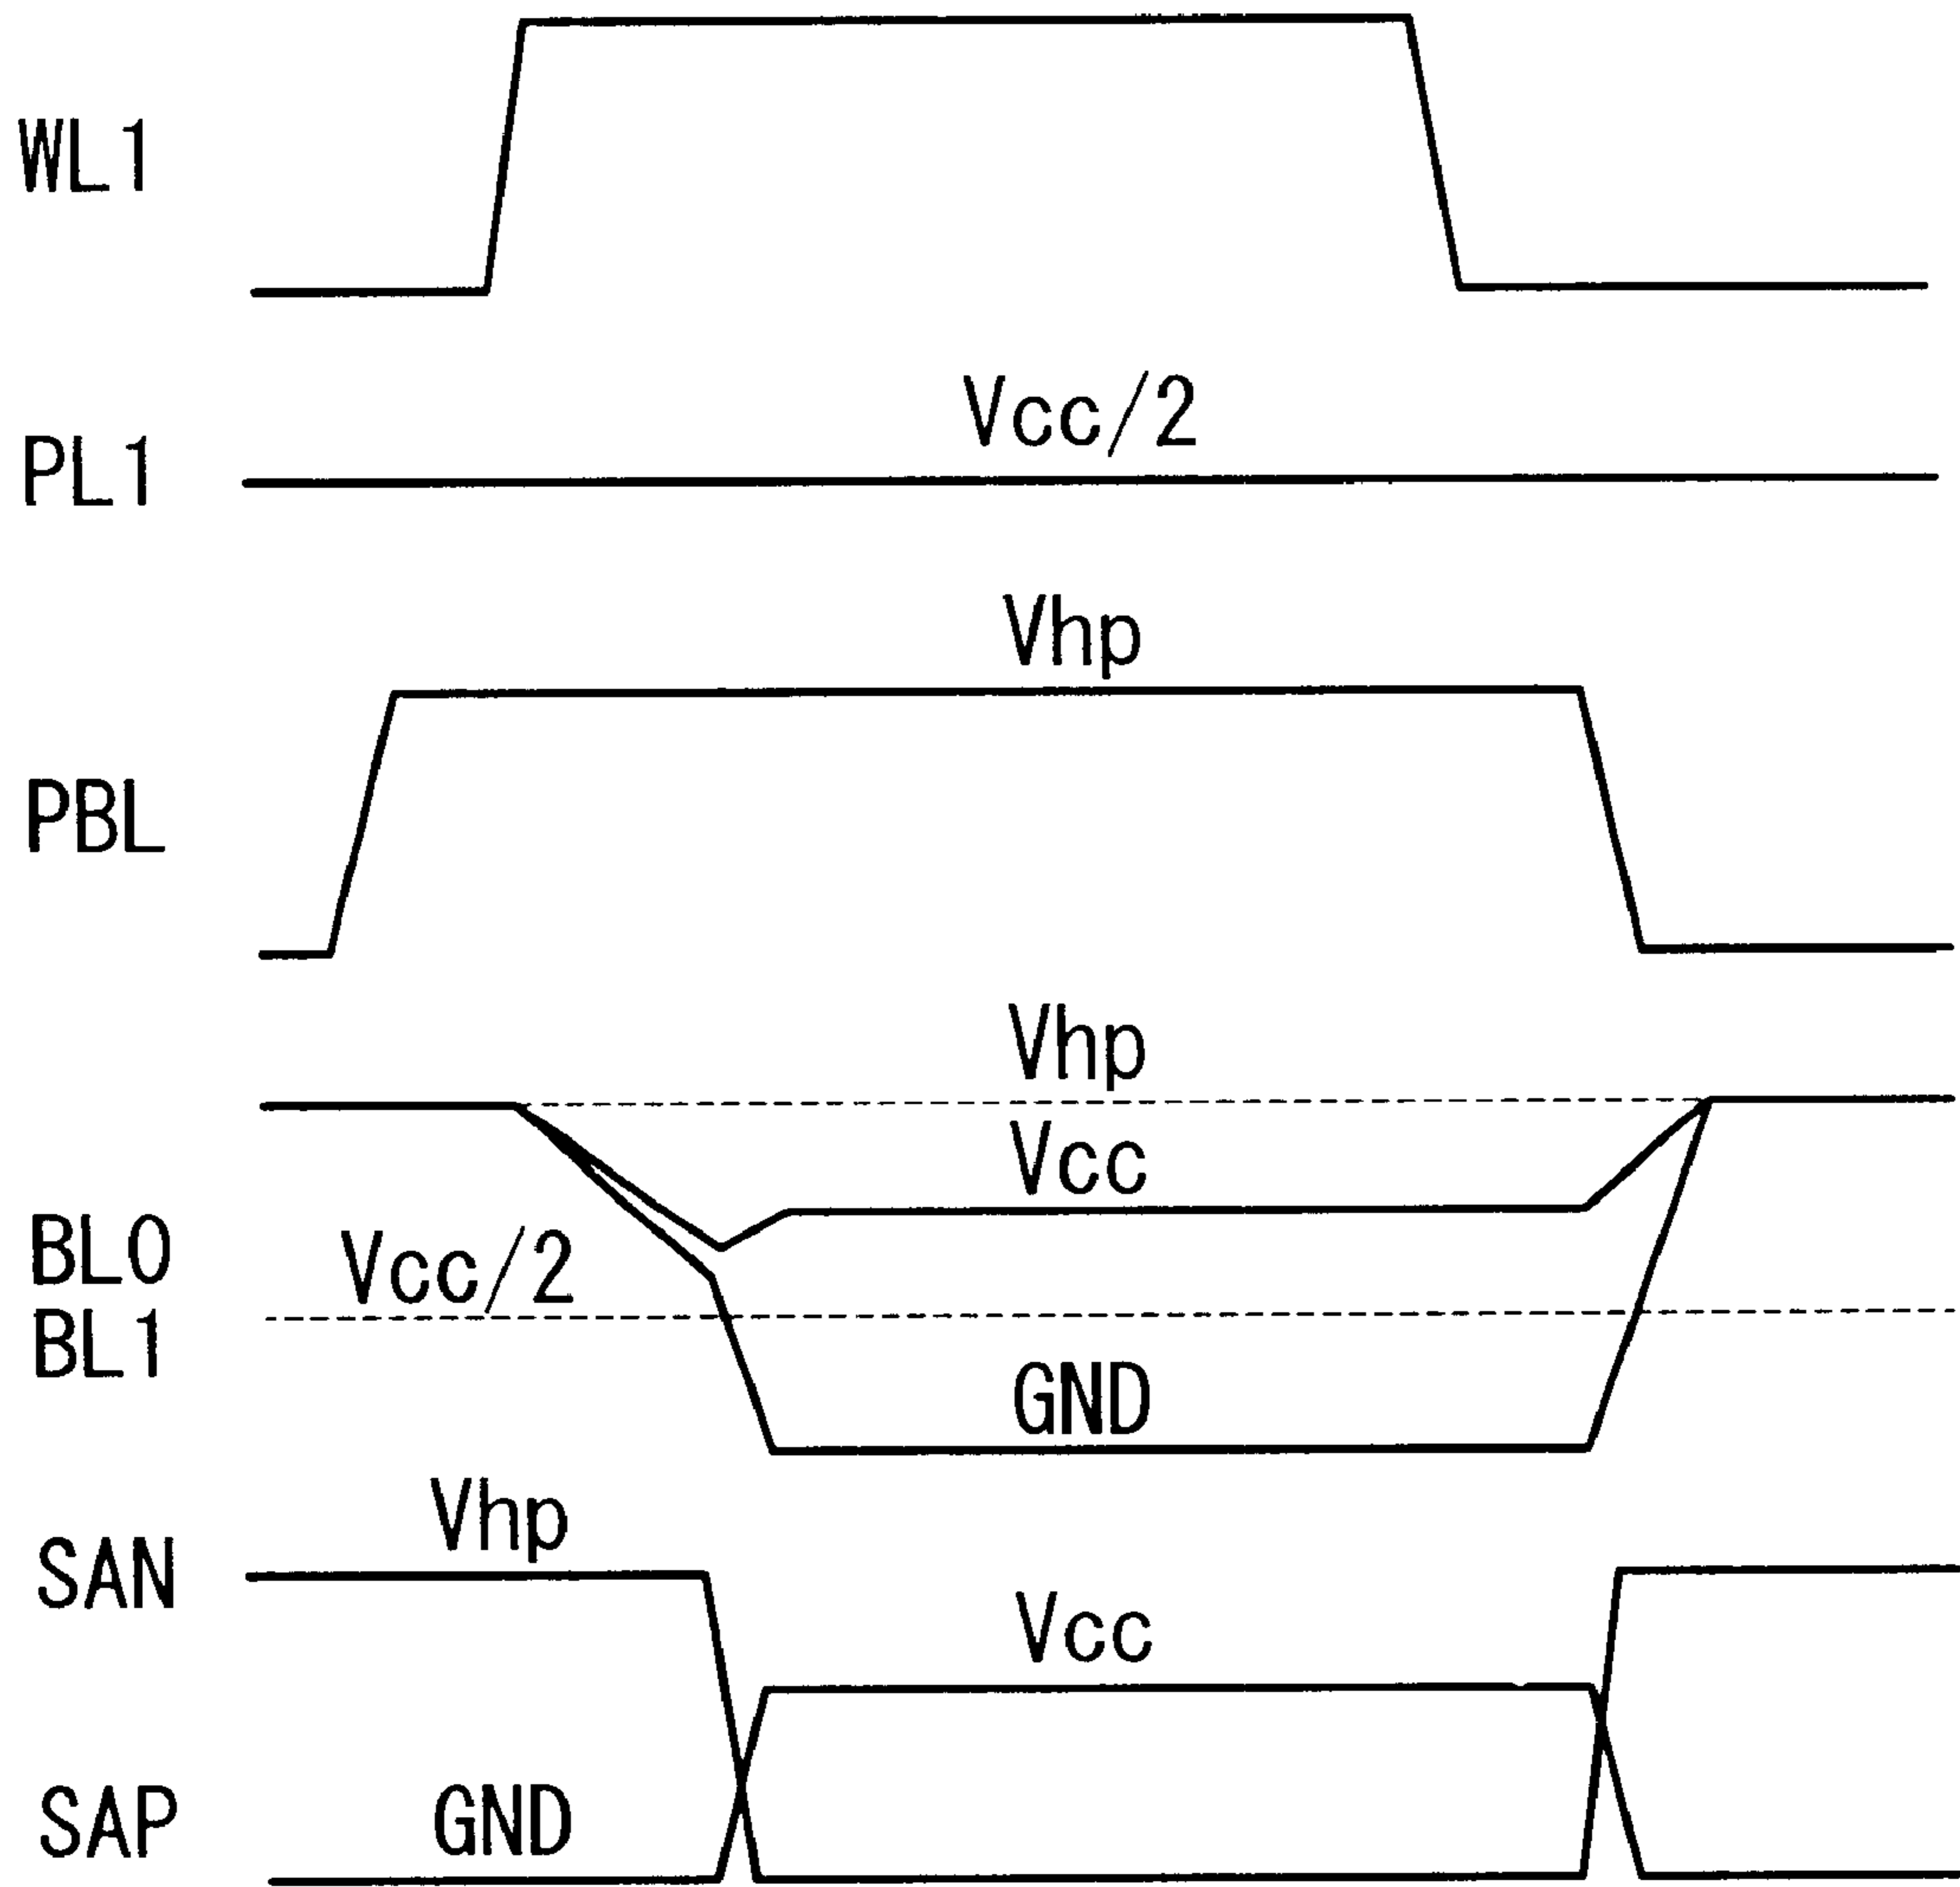 WL1
Vcc/2
PL1
Vhp
PBL
Vhp
Vcc
BL0
Vcc/2
BL1
GND
Vhp
SAN
Vcc
SAP
GND